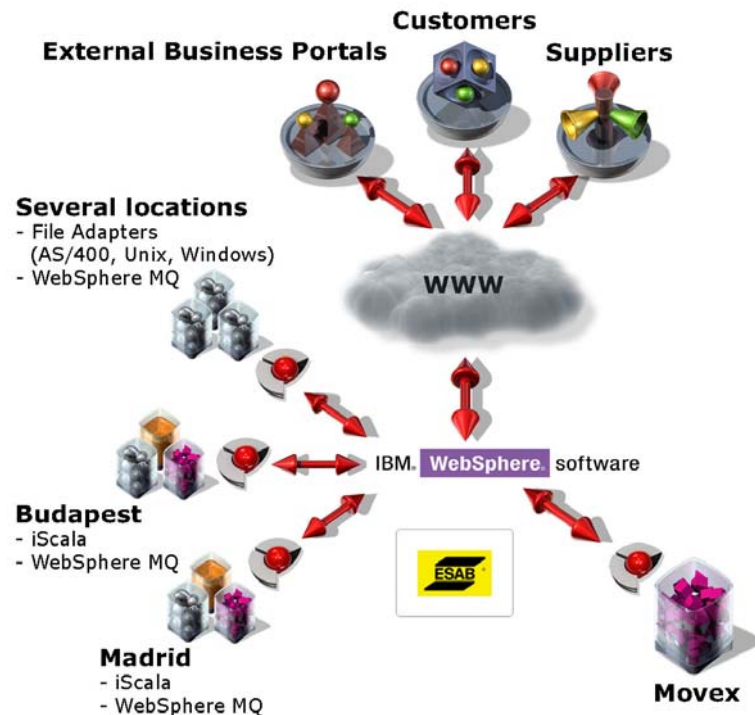 Customers
External Business Portals
Suppliers
Several locations
- File Adapters
(AS/400, Unix, Windows)
- WebSphere MQ
WWW
IBM® WebSphere® software
Budapest
- iScala
- WebSphere MQ
ESAB
Madrid
- iScala
- WebSphere MQ
Movex